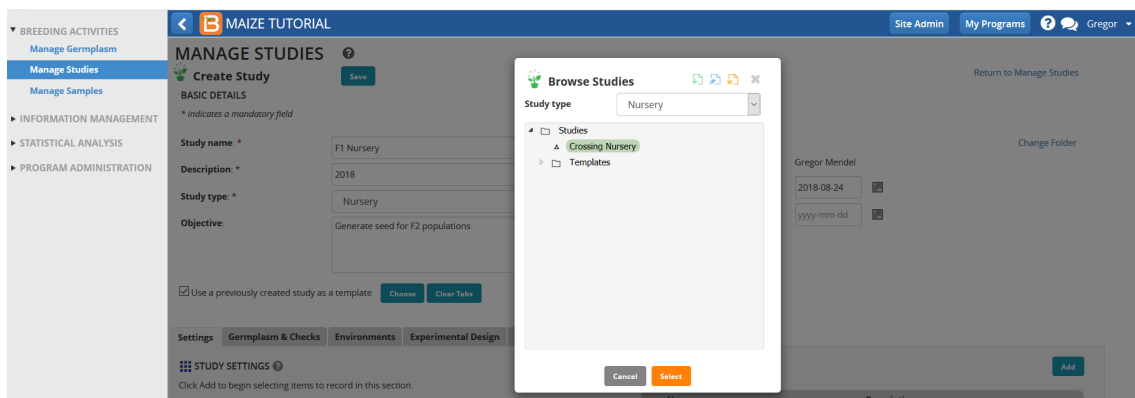 BREEDING ACTIVITIES
Manage Germplasm
Manage Studies
Manage Samples
INFORMATION MANAGEMENT
STATISTICAL ANALYSIS
PROGRAM ADMINISTRATION
MAIZE TUTORIAL
Site Admin
My Programs
Gregor
MANAGE STUDIES
Create Study
Save
Return to Manage Studies
BASIC DETAILS
* indicates a mandatory field
Study name: *
F1 Nursery
Change Folder
Description: *
2018
Gregor Mendel
Study type: *
Nursery
2018-08-24
yyyy-mm-dd
Objective:
Generate seed for F2 populations
Use a previously created study as a template
Choose
Clear Tabs
Settings
Germplasm & Checks
Environments
Experimental Design
STUDY SETTINGS
Add
Click Add to begin selecting items to record in this section.
Browse Studies
Study type
Nursery
Studies
Crossing Nursery
Templates
Cancel
Select